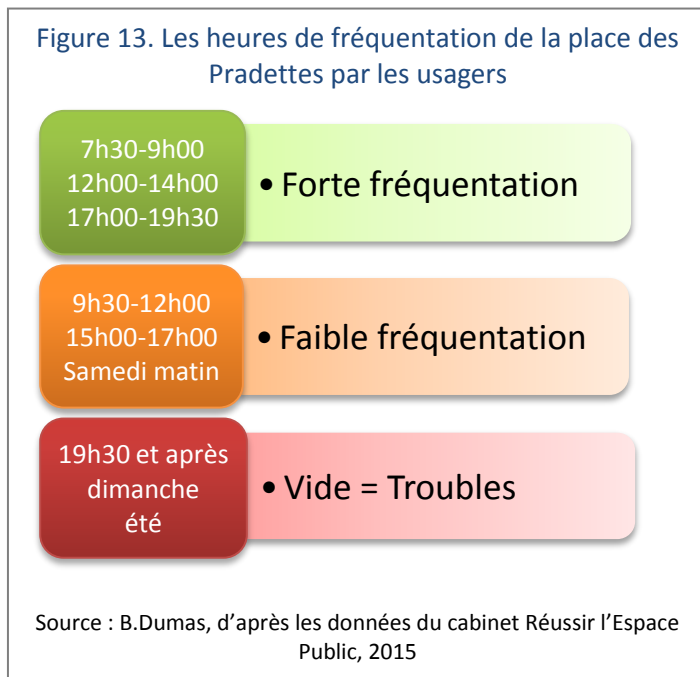 Figure 13. Les heures de fréquentation de la place des
Pradettes par les usagers
7h30-9h00
12h00-14h00
17h00-19h30
• Forte fréquentation
9h30-12h00
15h00-17h00
Samedi matin
• Faible fréquentation
19h30 et après
dimanche
été
• Vide = Troubles
Source : B.Dumas, d’après les données du cabinet Réussir l’Espace
Public, 2015